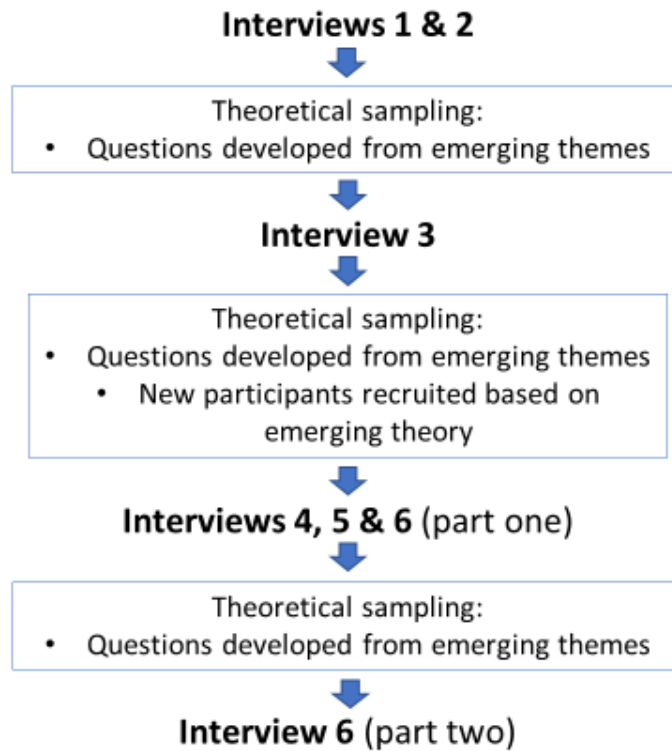 Interviews 1 & 2
Theoretical sampling:
• Questions developed from emerging themes
Interview 3
Theoretical sampling:
• Questions developed from emerging themes
• New participants recruited based on
emerging theory
Interviews 4, 5 & 6 (part one)
Theoretical sampling:
• Questions developed from emerging themes
Interview 6 (part two)